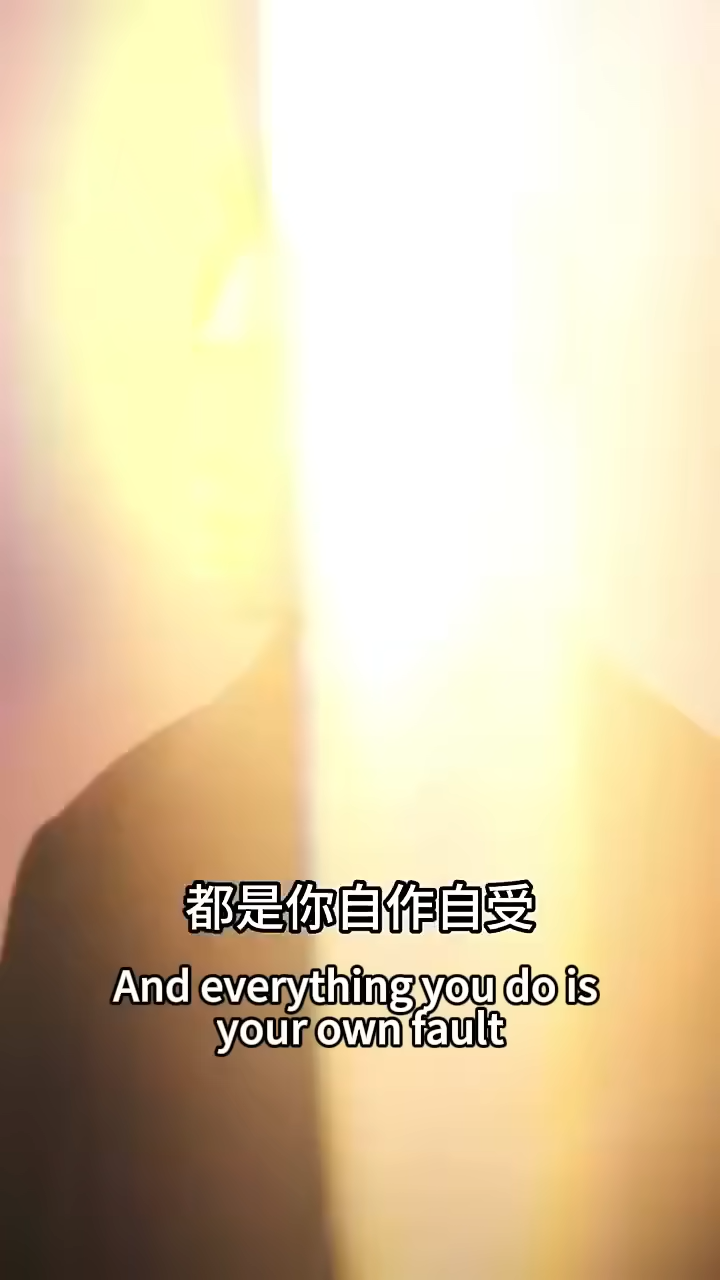 都是你自作自受
And everything you do is
your own fault